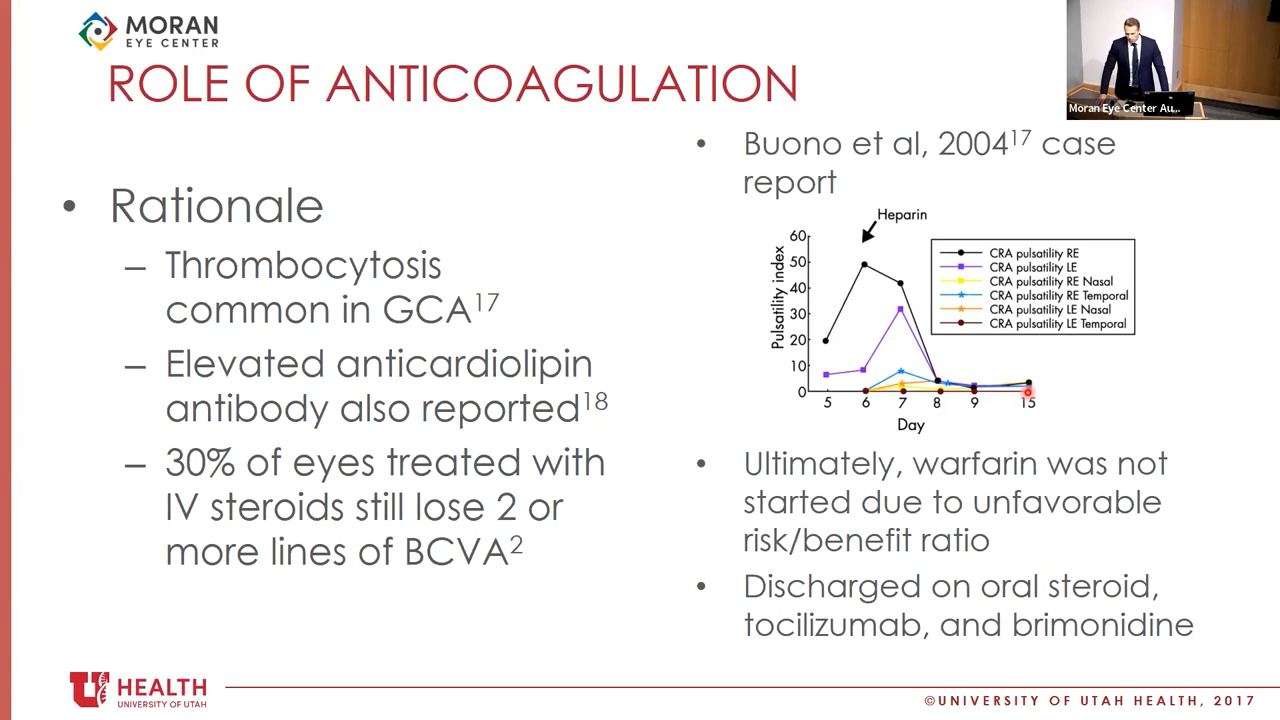 MORAN
EYE CENTER
ROLE OF ANTICOAGULATION
Moran Eye Center Au...
• Rationale
– Thrombocytosis
common in GCA17
– Elevated anticardiolipin
antibody also reported18
– 30% of eyes treated with
IV steroids still lose 2 or
more lines of BCVA2
• Buono et al, 200417 case
report
Heparin
Pulsatility index
60
50
40
30
20
10
0
5 6 7 8 9 15
Day
CRA pulsatility RE
CRA pulsatility LE
CRA pulsatility RE Nasal
CRA pulsatility RE Temporal
CRA pulsatility LE Nasal
CRA pulsatility LE Temporal
• Ultimately, warfarin was not
started due to unfavorable
risk/benefit ratio
• Discharged on oral steroid,
tocilizumab, and brimonidine
U HEALTH
UNIVERSITY OF UTAH
©UNIVERSITY OF UTAH HEALTH, 2017